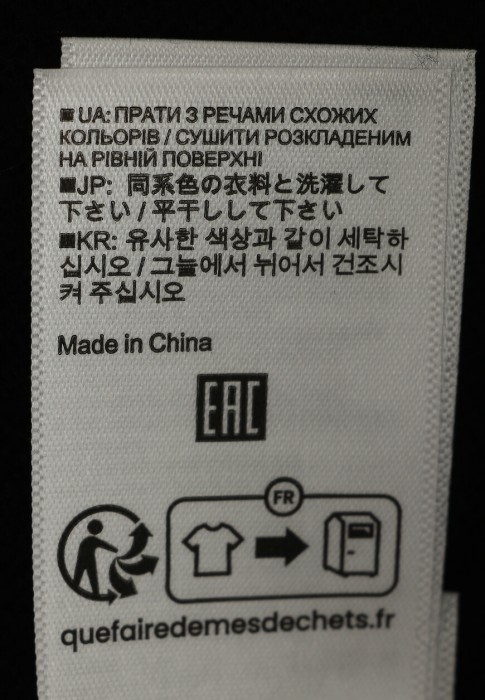 ■ UA: ПРАТИ З РЕЧАМИ СХОЖИХ
КОЛЬОРІВ / СУШИТИ РОЗКЛАДЕНИМ
НА РІВНІЙ ПОВЕРХНІ
■JP: 同系色の衣料と洗濯して
下さい / 平干しして下さい
■KR: 유사한 색상과 같이 세탁하
십시오 / 그늘에서 뉘어서 건조시
켜 주십시오
Made in China
EAC
FR
quefairedemesdechets.fr